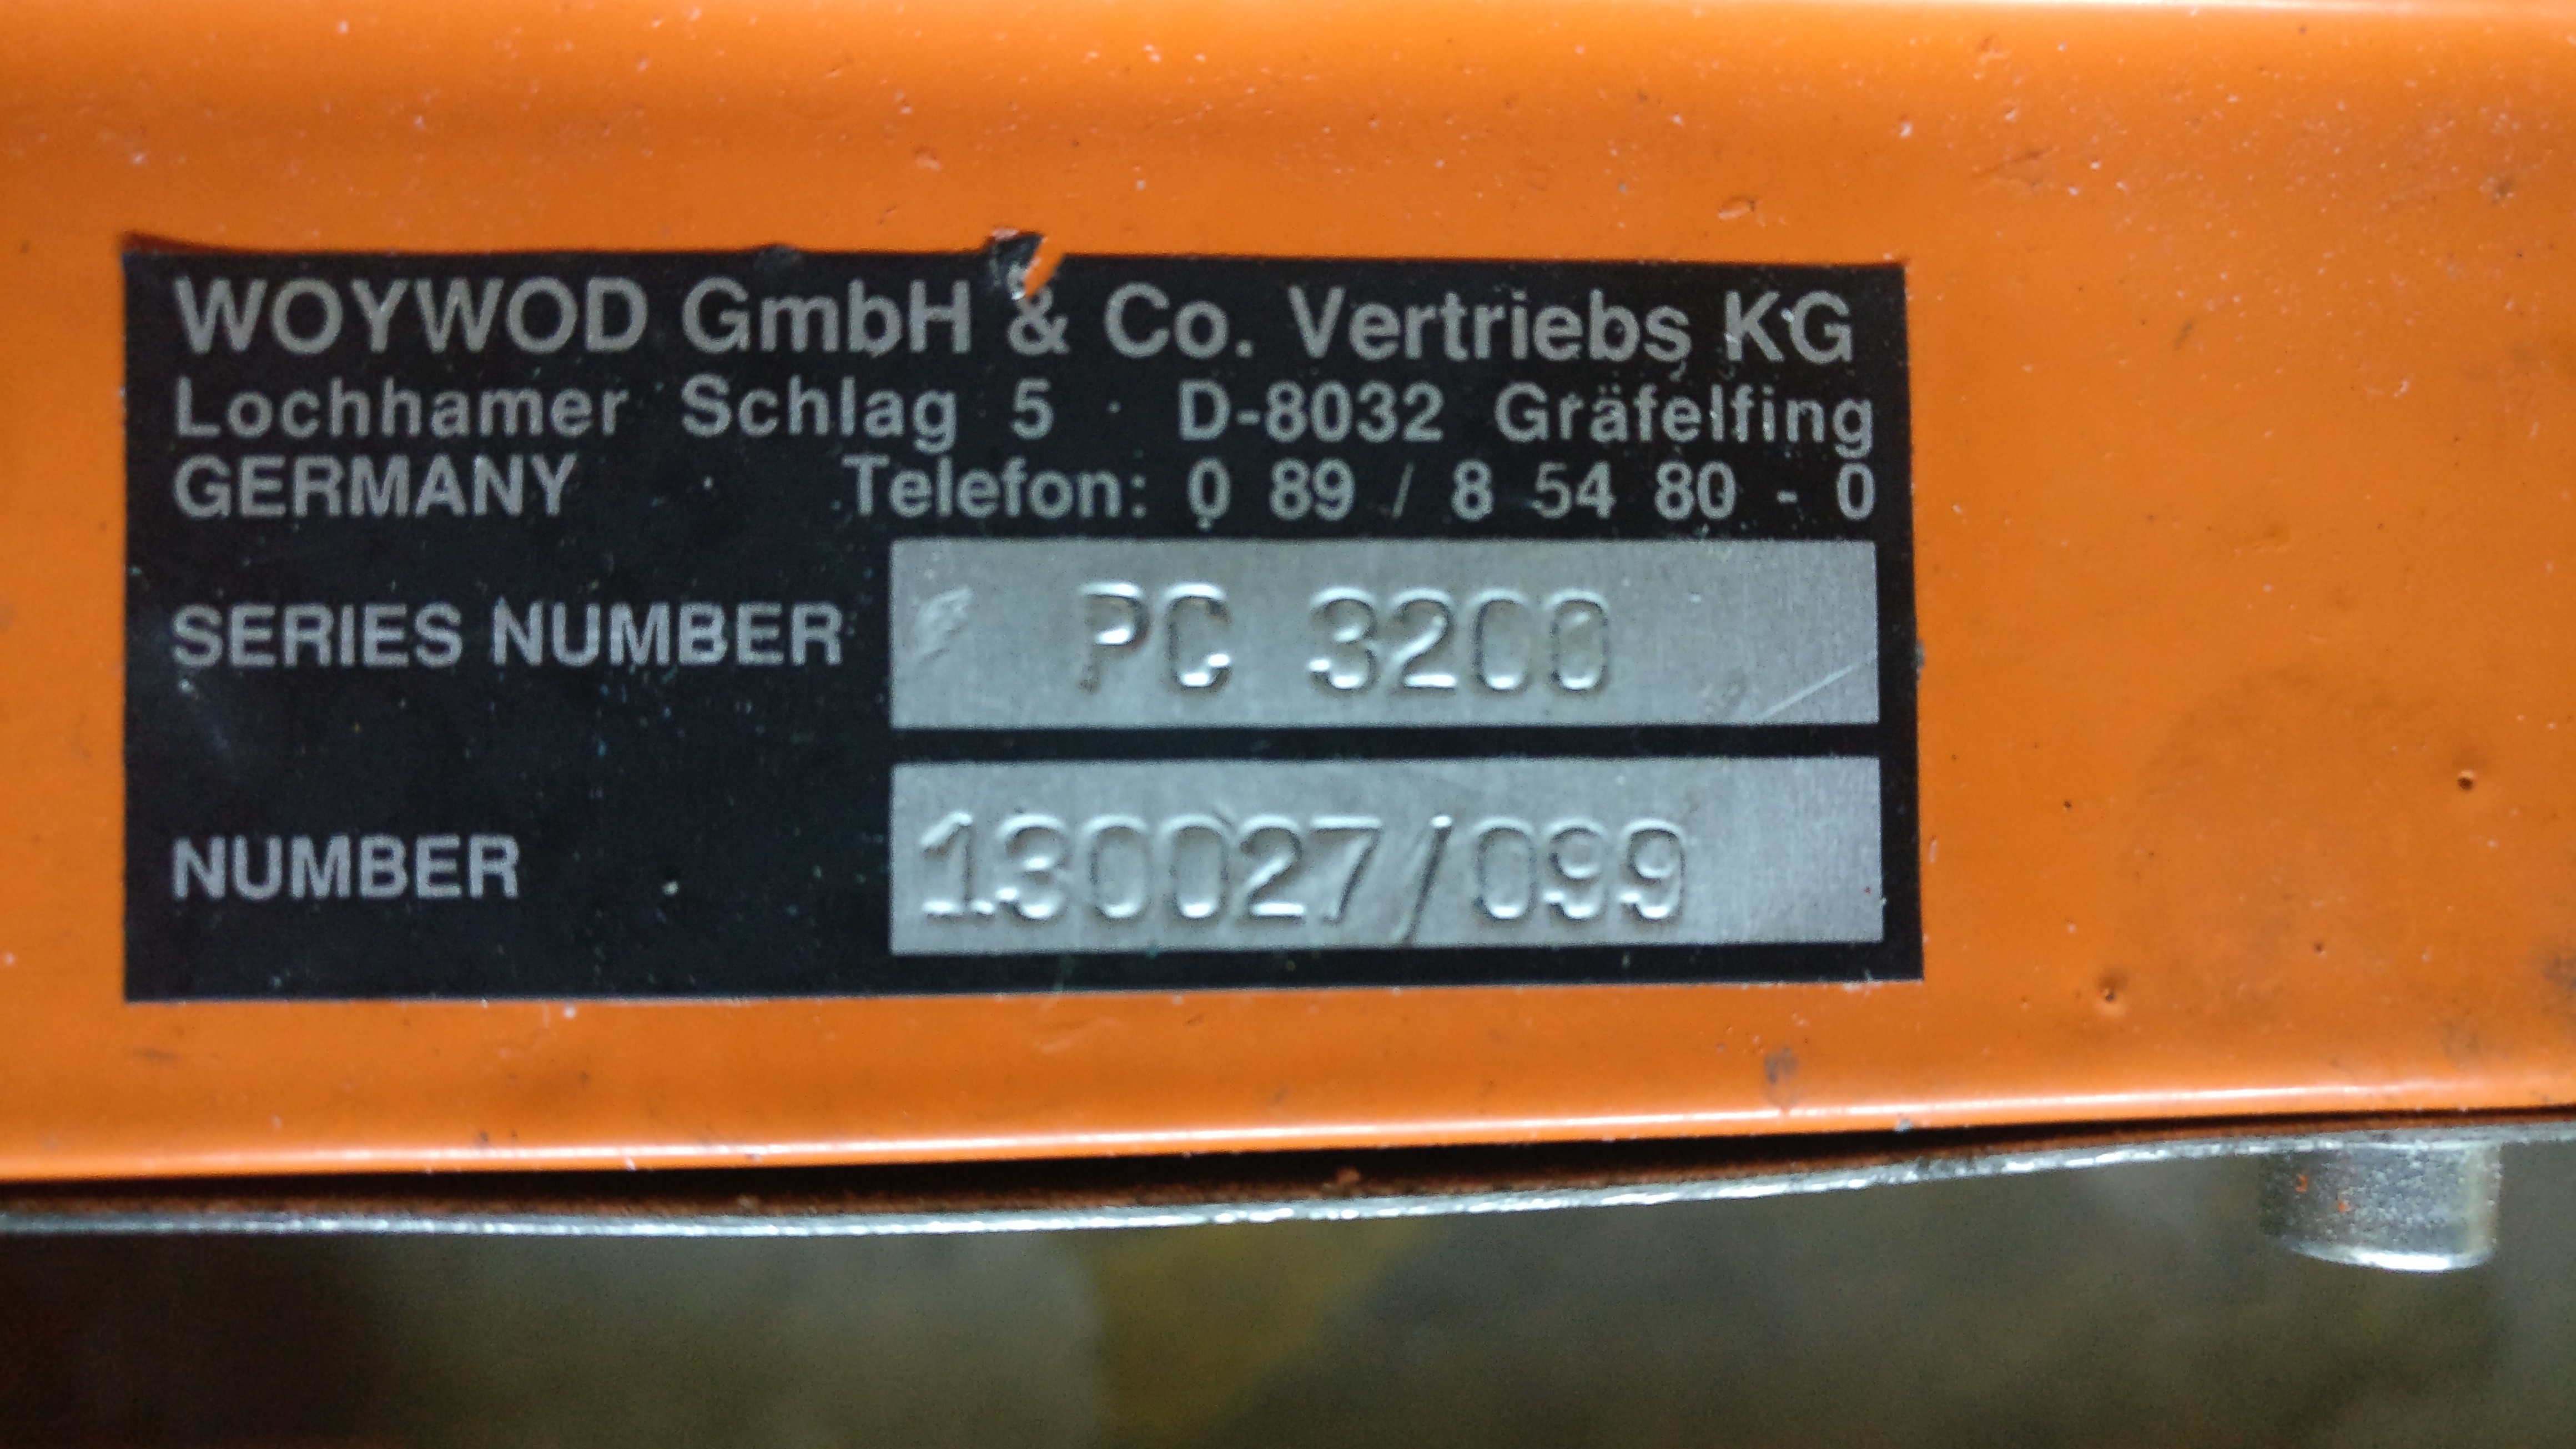 WOYWOD GmbH & Co. Vertriebs KG
Lochhamer Schlag 5 · D-8032 Gräfelfing
GERMANY Telefon: 0 89 / 8 54 80 - 0
SERIES NUMBER PC 3200
NUMBER 130027/099